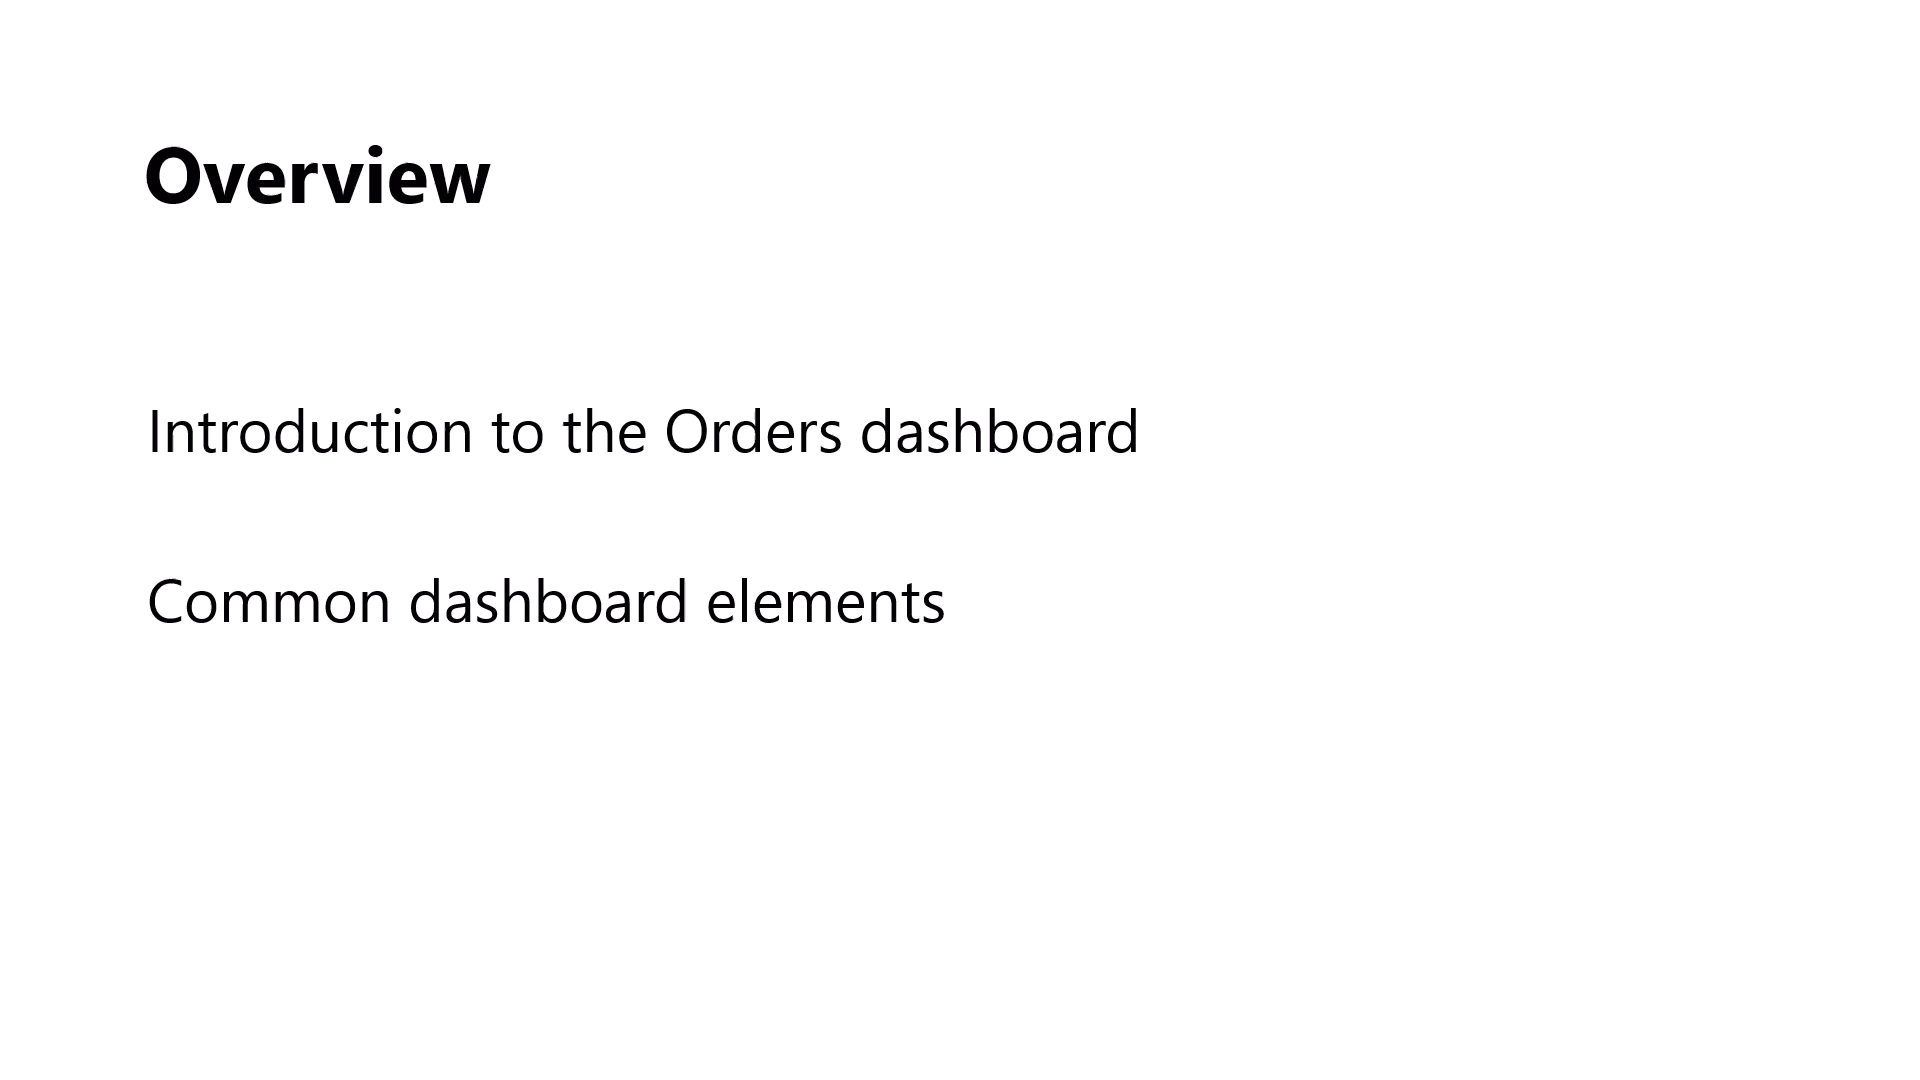 Overview
Introduction to the Orders dashboard
Common dashboard elements